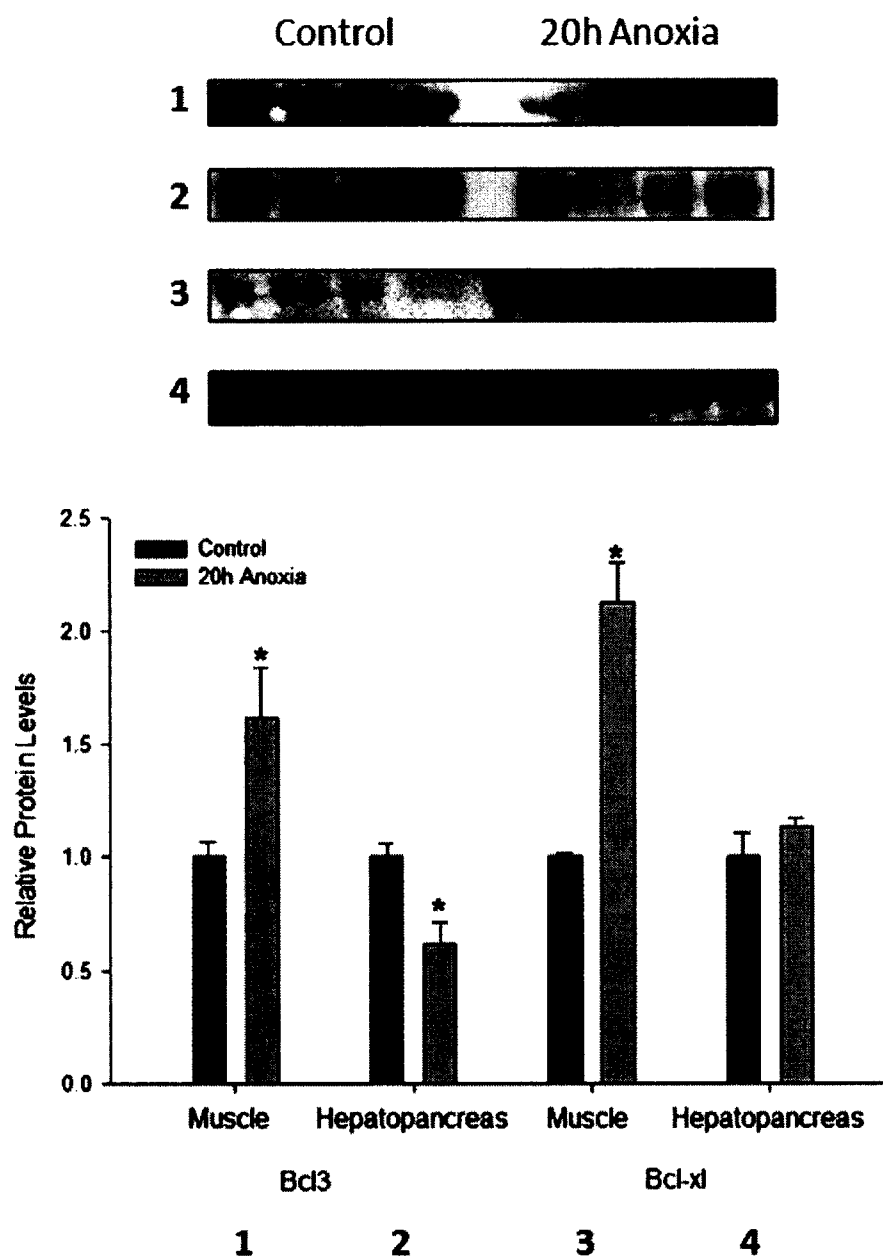 Control 20h Anoxia
1
2
3
4
2.5
2.0
1.5
1.0
0.5
0.0
Relative Protein Levels
Control
20h Anoxia
*
*
*
Muscle Hepatopancreas Muscle Hepatopancreas
Bcl3 Bcl-xl
1 2 3 4